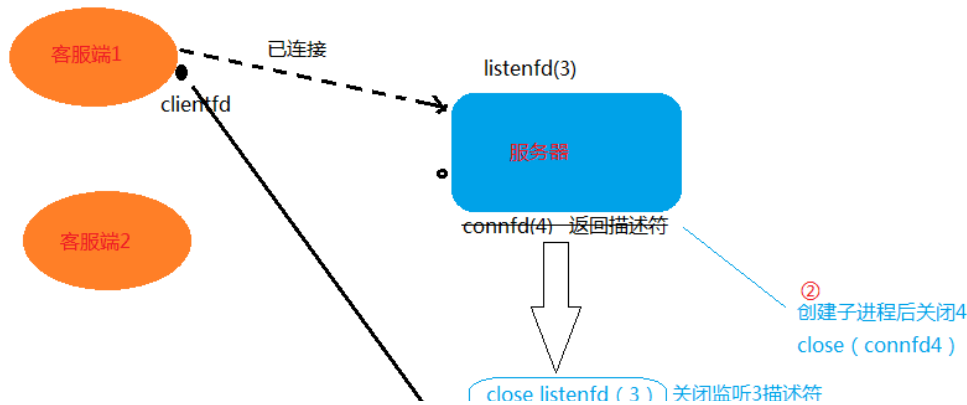 客服端1
已连接
listenfd(3)
clientfd
服务器
客服端2
connfd(4) 返回描述符
②
创建子进程后关闭4
close（connfd4）
close listenfd（3）关闭监听3描述符